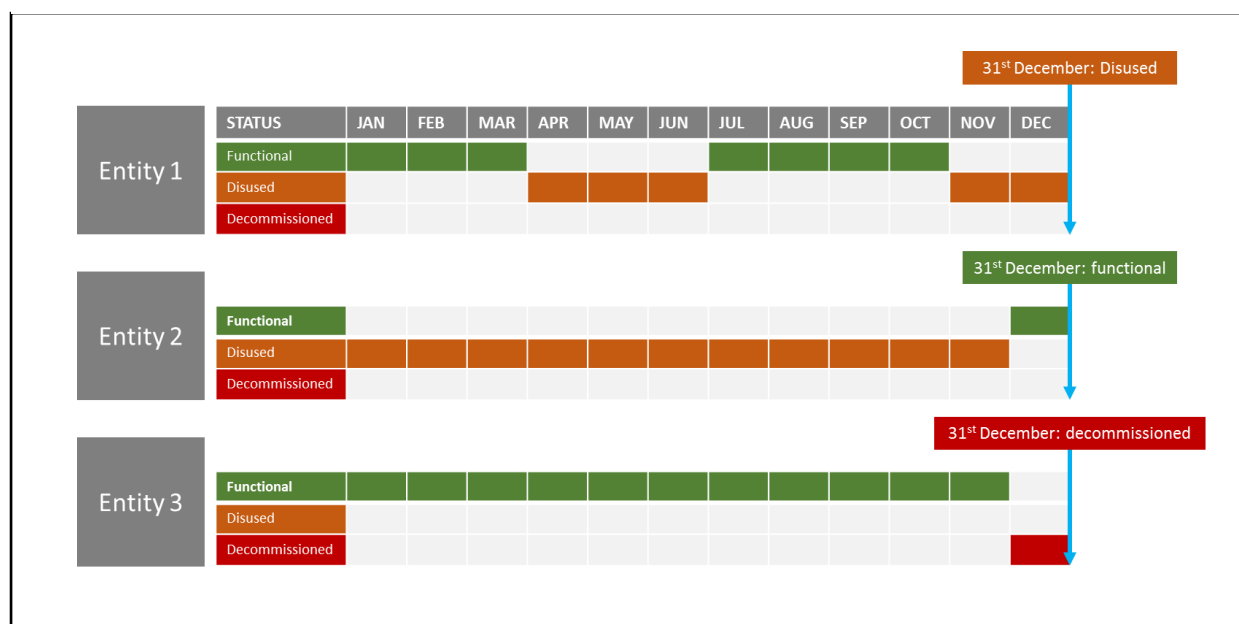 31st December: Disused
STATUS JAN FEB MAR APR MAY JUN JUL AUG SEP OCT NOV DEC
Entity 1
Functional
Disused
Decommissioned
31st December: functional
Entity 2
Functional
Disused
Decommissioned
31st December: decommissioned
Entity 3
Functional
Disused
Decommissioned